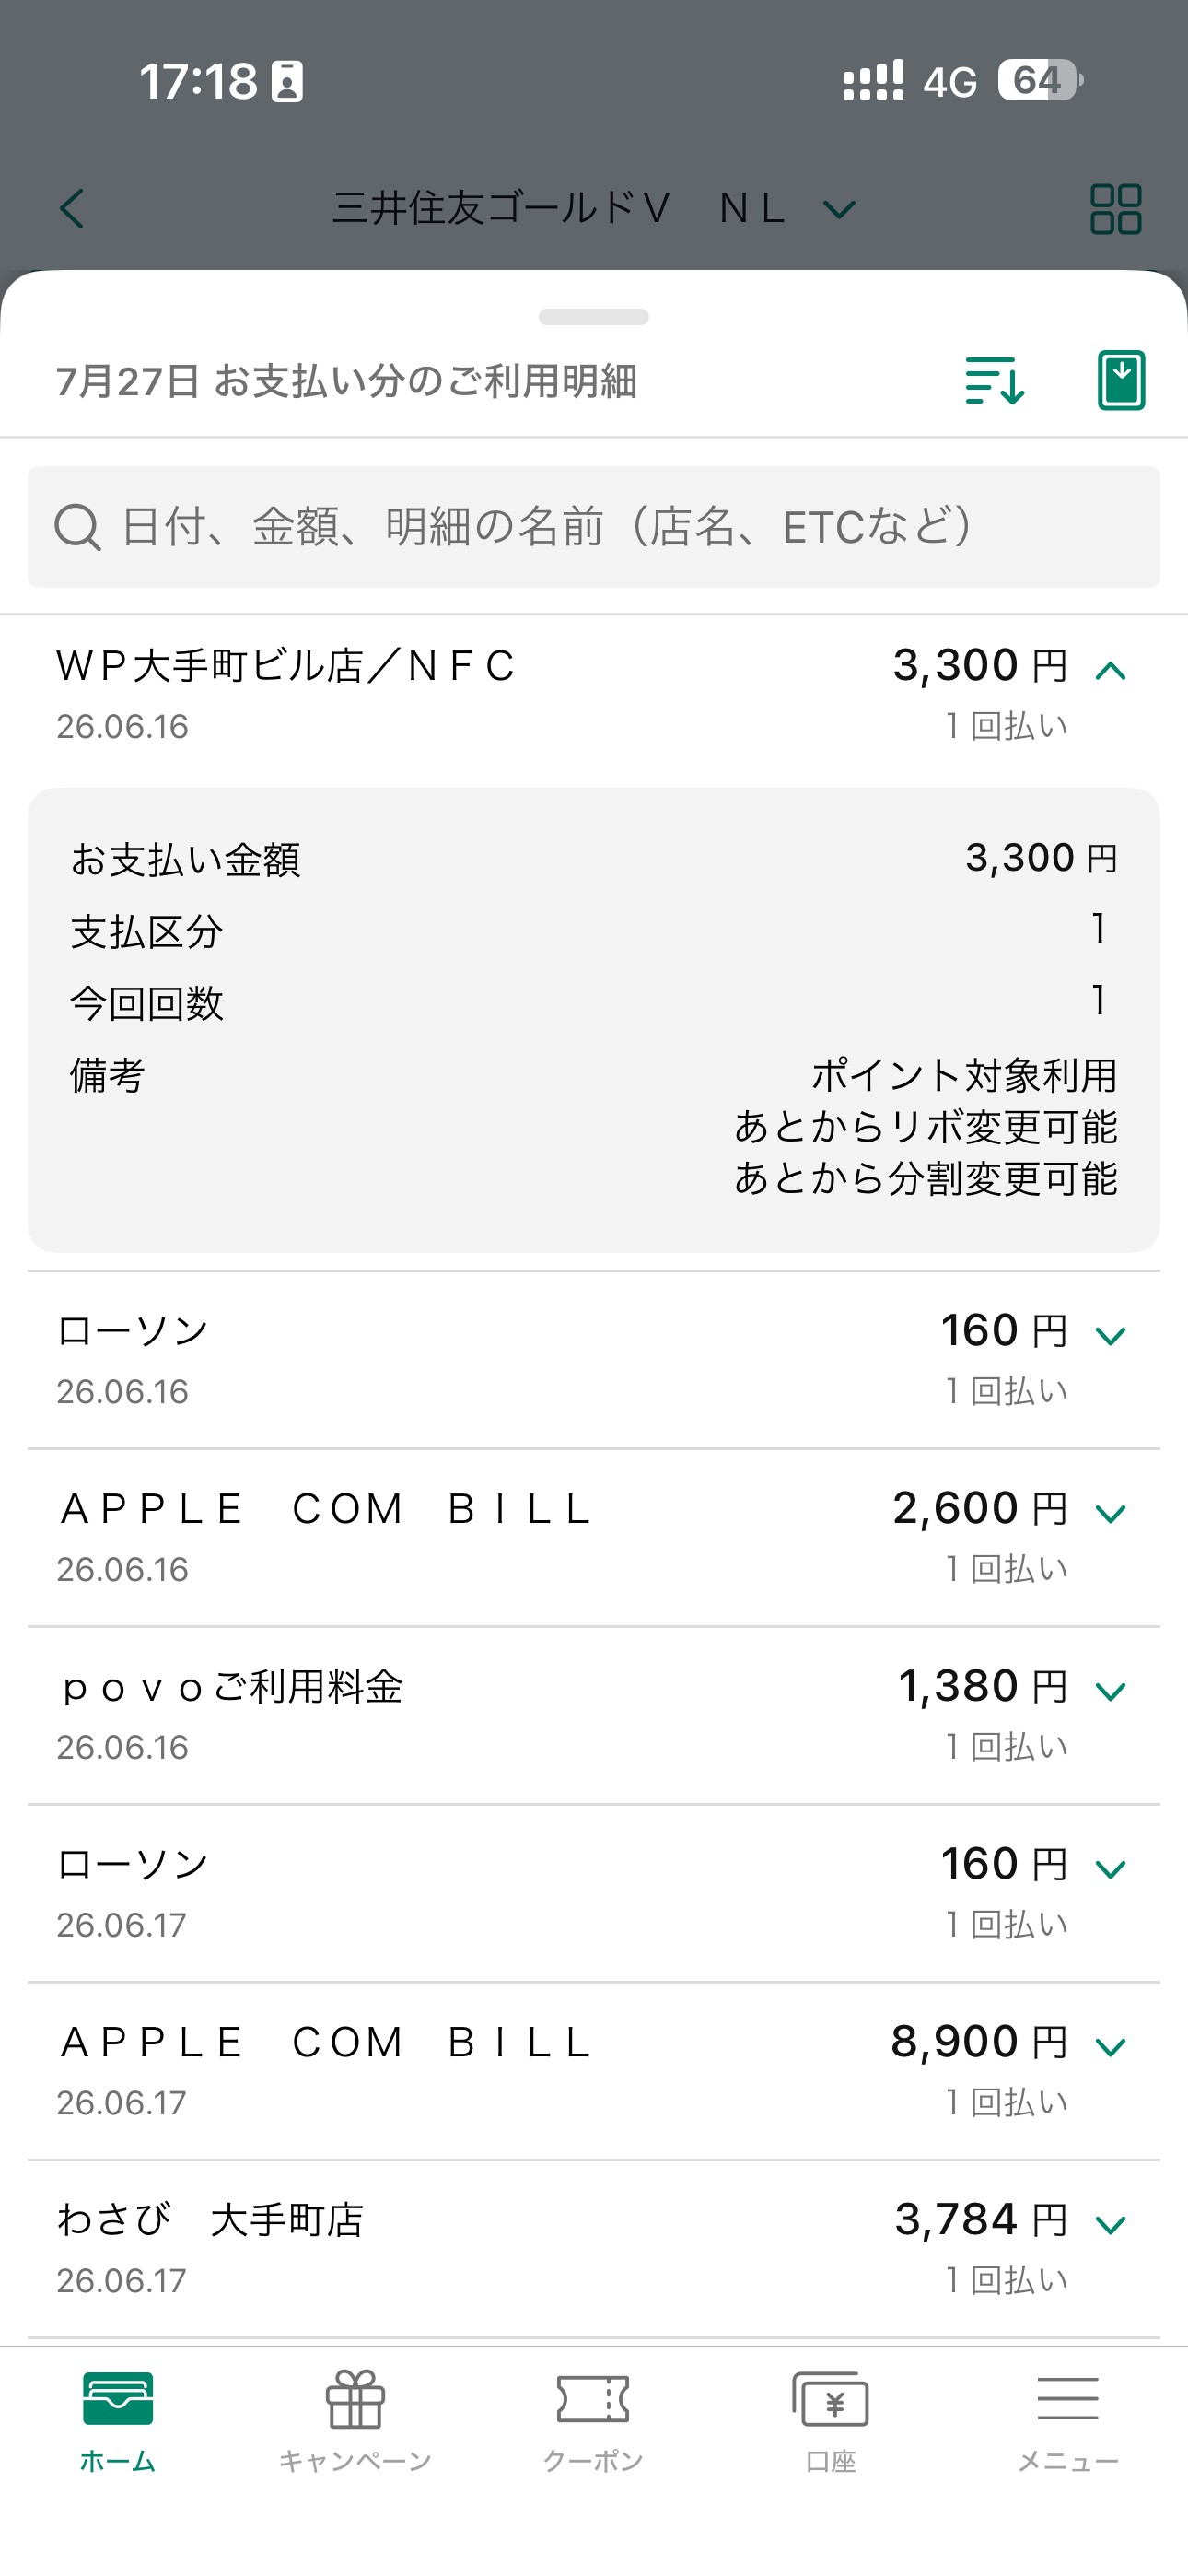 17:18
4G 64
三井住友ゴールドV　NL
7月27日 お支払い分のご利用明細
日付、金額、明細の名前（店名、ETCなど）
ＷＰ大手町ビル店／ＮＦＣ 3,300 円
26.06.16 1 回払い
お支払い金額 3,300 円
支払区分 1
今回回数 1
備考 ポイント対象利用
あとからリボ変更可能
あとから分割変更可能
ローソン 160 円
26.06.16 1 回払い
ＡＰＰＬＥ　ＣＯＭ　ＢＩＬＬ 2,600 円
26.06.16 1 回払い
ｐｏｖｏご利用料金 1,380 円
26.06.16 1 回払い
ローソン 160 円
26.06.17 1 回払い
ＡＰＰＬＥ　ＣＯＭ　ＢＩＬＬ 8,900 円
26.06.17 1 回払い
わさび　大手町店 3,784 円
26.06.17 1 回払い
ホーム キャンペーン クーポン 口座 メニュー